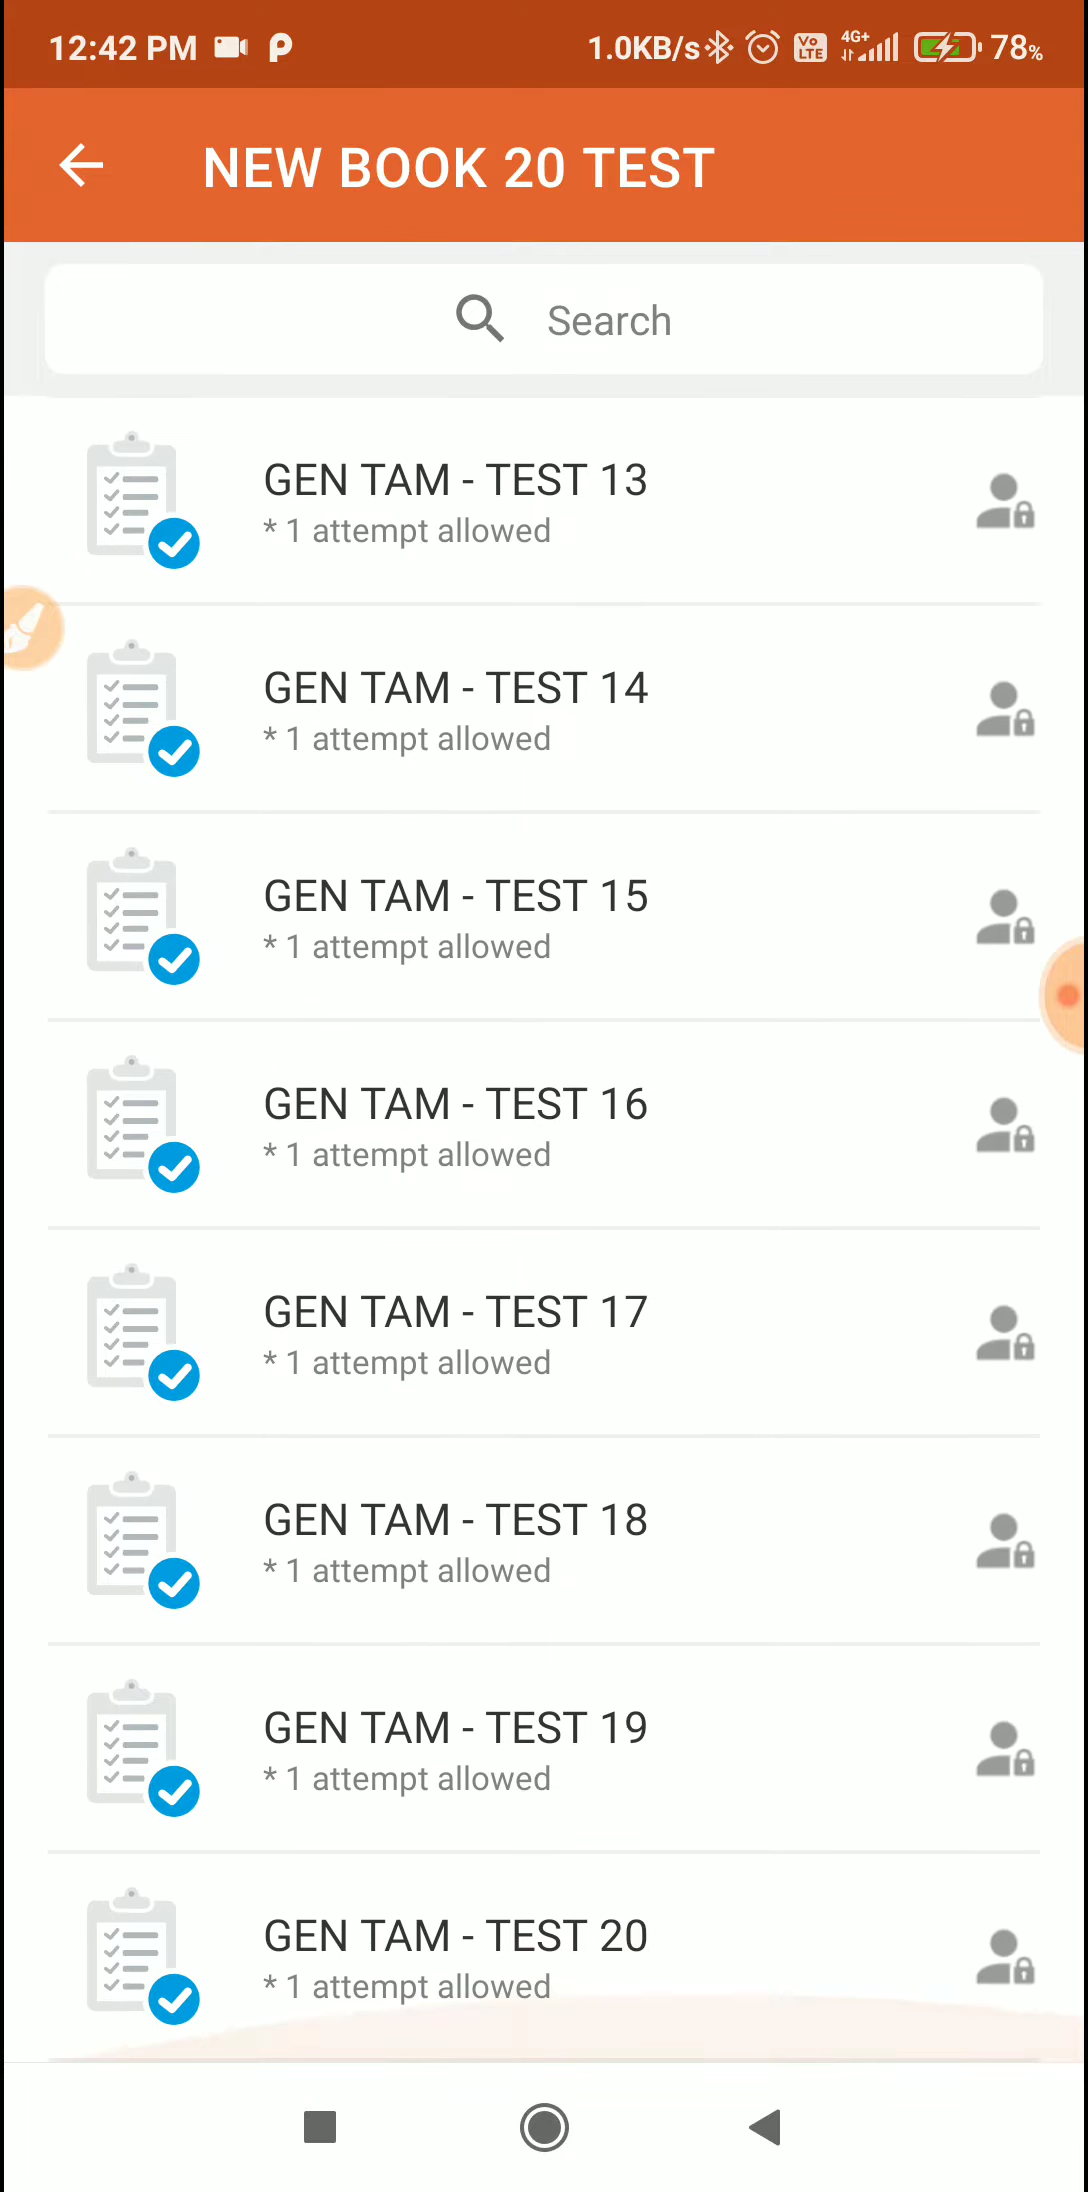 12:42 PM 1.0KB/s Vo LTE 4G+ 78%
NEW BOOK 20 TEST
Search
GEN TAM - TEST 13
* 1 attempt allowed
GEN TAM - TEST 14
* 1 attempt allowed
GEN TAM - TEST 15
* 1 attempt allowed
GEN TAM - TEST 16
* 1 attempt allowed
GEN TAM - TEST 17
* 1 attempt allowed
GEN TAM - TEST 18
* 1 attempt allowed
GEN TAM - TEST 19
* 1 attempt allowed
GEN TAM - TEST 20
* 1 attempt allowed